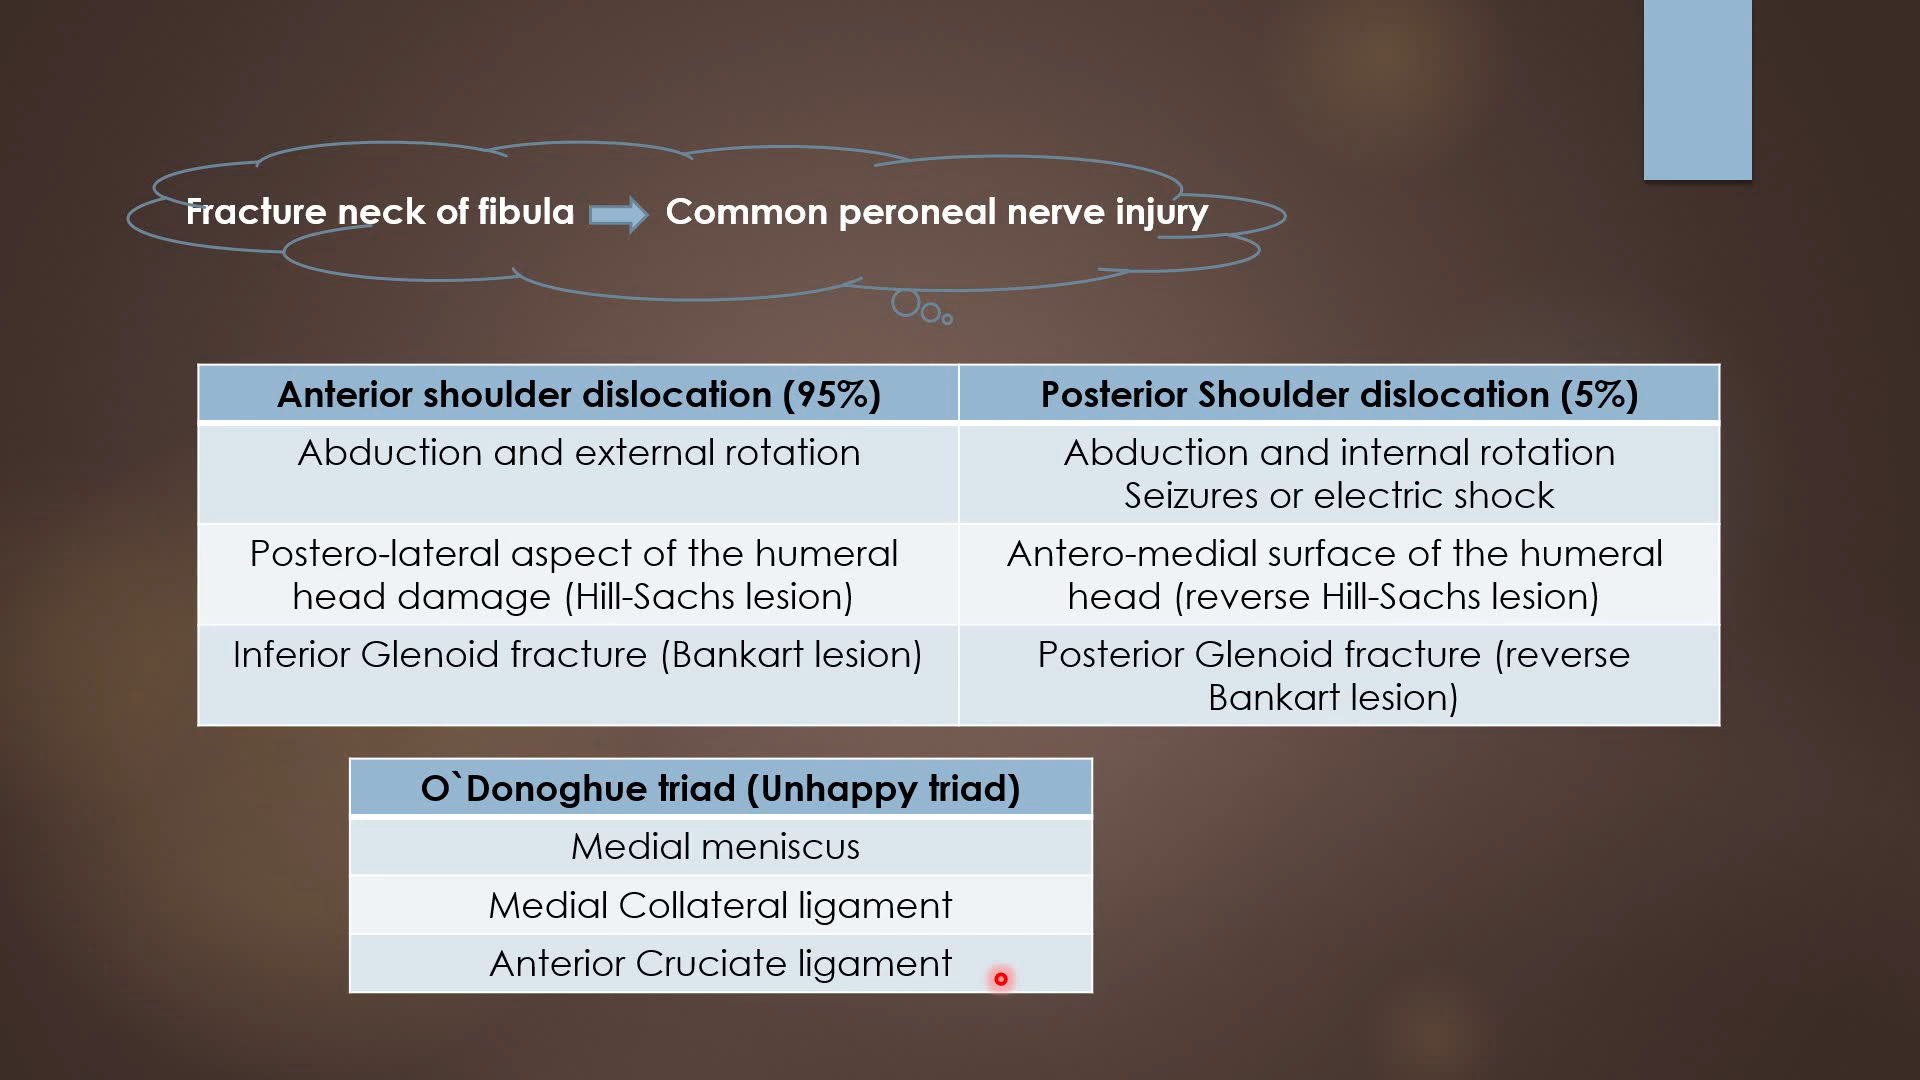 Fracture neck of fibula Common peroneal nerve injury
Anterior shoulder dislocation (95%)
Posterior Shoulder dislocation (5%)
Abduction and external rotation
Abduction and internal rotation
Seizures or electric shock
Postero-lateral aspect of the humeral
head damage (Hill-Sachs lesion)
Antero-medial surface of the humeral
head (reverse Hill-Sachs lesion)
Inferior Glenoid fracture (Bankart lesion)
Posterior Glenoid fracture (reverse
Bankart lesion)
O`Donoghue triad (Unhappy triad)
Medial meniscus
Medial Collateral ligament
Anterior Cruciate ligament